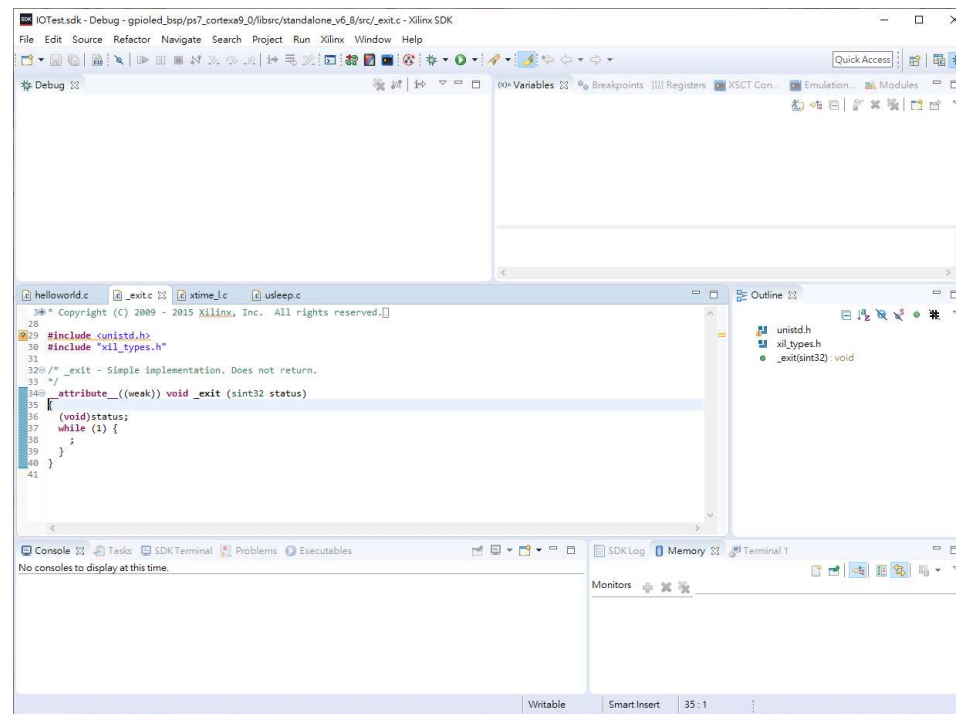 IOTest.sdk - Debug - gpioled_bsp/ps7_cortexa9_0/libsrc/standalone_v6_8/src/_exit.c - Xilinx SDK
File Edit Source Refactor Navigate Search Project Run Xilinx Window Help
Quick Access
Debug
(x)= Variables Breakpoints Registers XSCT Con... Emulation... Modules
helloworld.c _exit.c xtime_l.c usleep.c
Outline
3 * Copyright (C) 2009 - 2015 Xilinx, Inc.  All rights reserved.
28
29 #include <unistd.h>
30 #include "xil_types.h"
31
32 /* _exit - Simple implementation. Does not return.
33 */
34 __attribute__((weak)) void _exit (sint32 status)
35 {
36   (void)status;
37   while (1) {
38     ;
39   }
40 }
41
unistd.h
xil_types.h
_exit(sint32) : void
Console Tasks SDK Terminal Problems Executables
No consoles to display at this time.
SDK Log Memory Terminal 1
Monitors
Writable Smart Insert 35 : 1